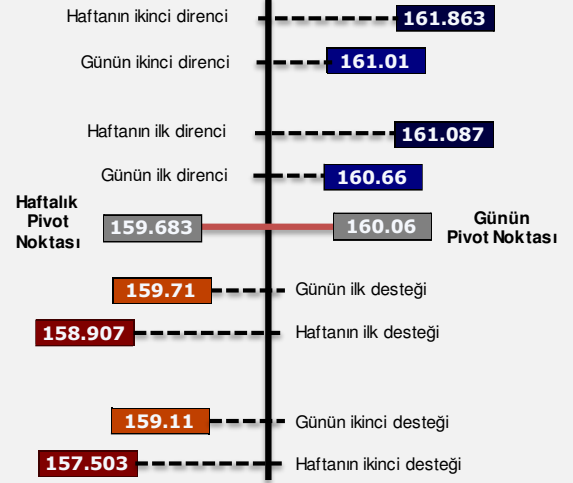 Haftanın ikinci direnci 161.863
Günün ikinci direnci 161.01
Haftanın ilk direnci 161.087
Günün ilk direnci 160.66
Haftalık
Pivot
Noktası
159.683 160.06
Günün
Pivot Noktası
159.71 Günün ilk desteği
158.907 Haftanın ilk desteği
159.11 Günün ikinci desteği
157.503 Haftanın ikinci desteği